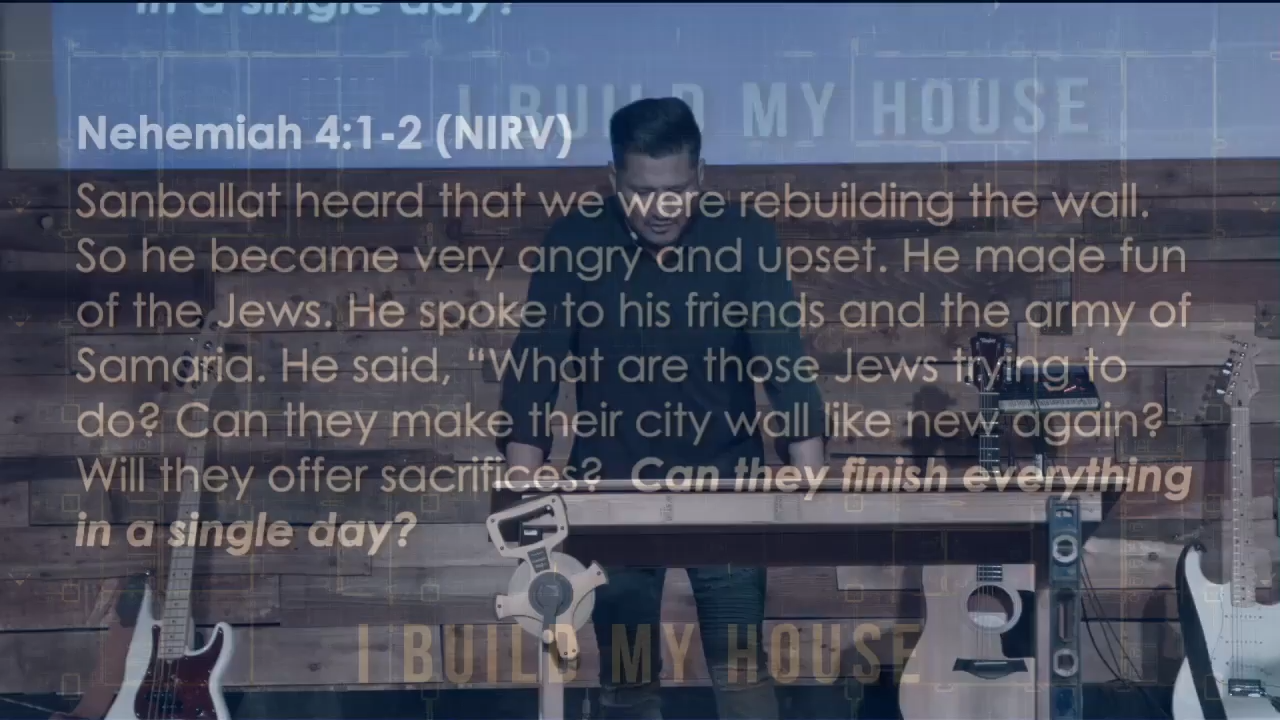 in a single day?
I BUILD MY HOUSE
Nehemiah 4:1-2 (NIRV)
Sanballat heard that we were rebuilding the wall.
So he became very angry and upset. He made fun
of the Jews. He spoke to his friends and the army of
Samaria. He said, “What are those Jews trying to
do? Can they make their city wall like new again?
Will they offer sacrifices? Can they finish everything
in a single day?
I BUILD MY HOUSE